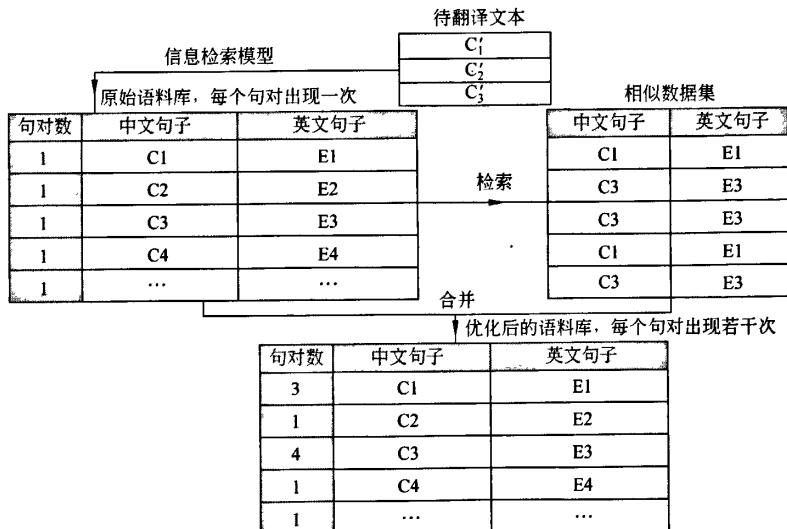 待翻译文本
C′1
C′2
C′3
信息检索模型
原始语料库，每个句对出现一次
句对数 中文句子 英文句子
1 C1 E1
1 C2 E2
1 C3 E3
1 C4 E4
1 … …
检索
相似数据集
中文句子 英文句子
C1 E1
C3 E3
C3 E3
C1 E1
C3 E3
合并
优化后的语料库，每个句对出现若干次
句对数 中文句子 英文句子
3 C1 E1
1 C2 E2
4 C3 E3
1 C4 E4
1 … …